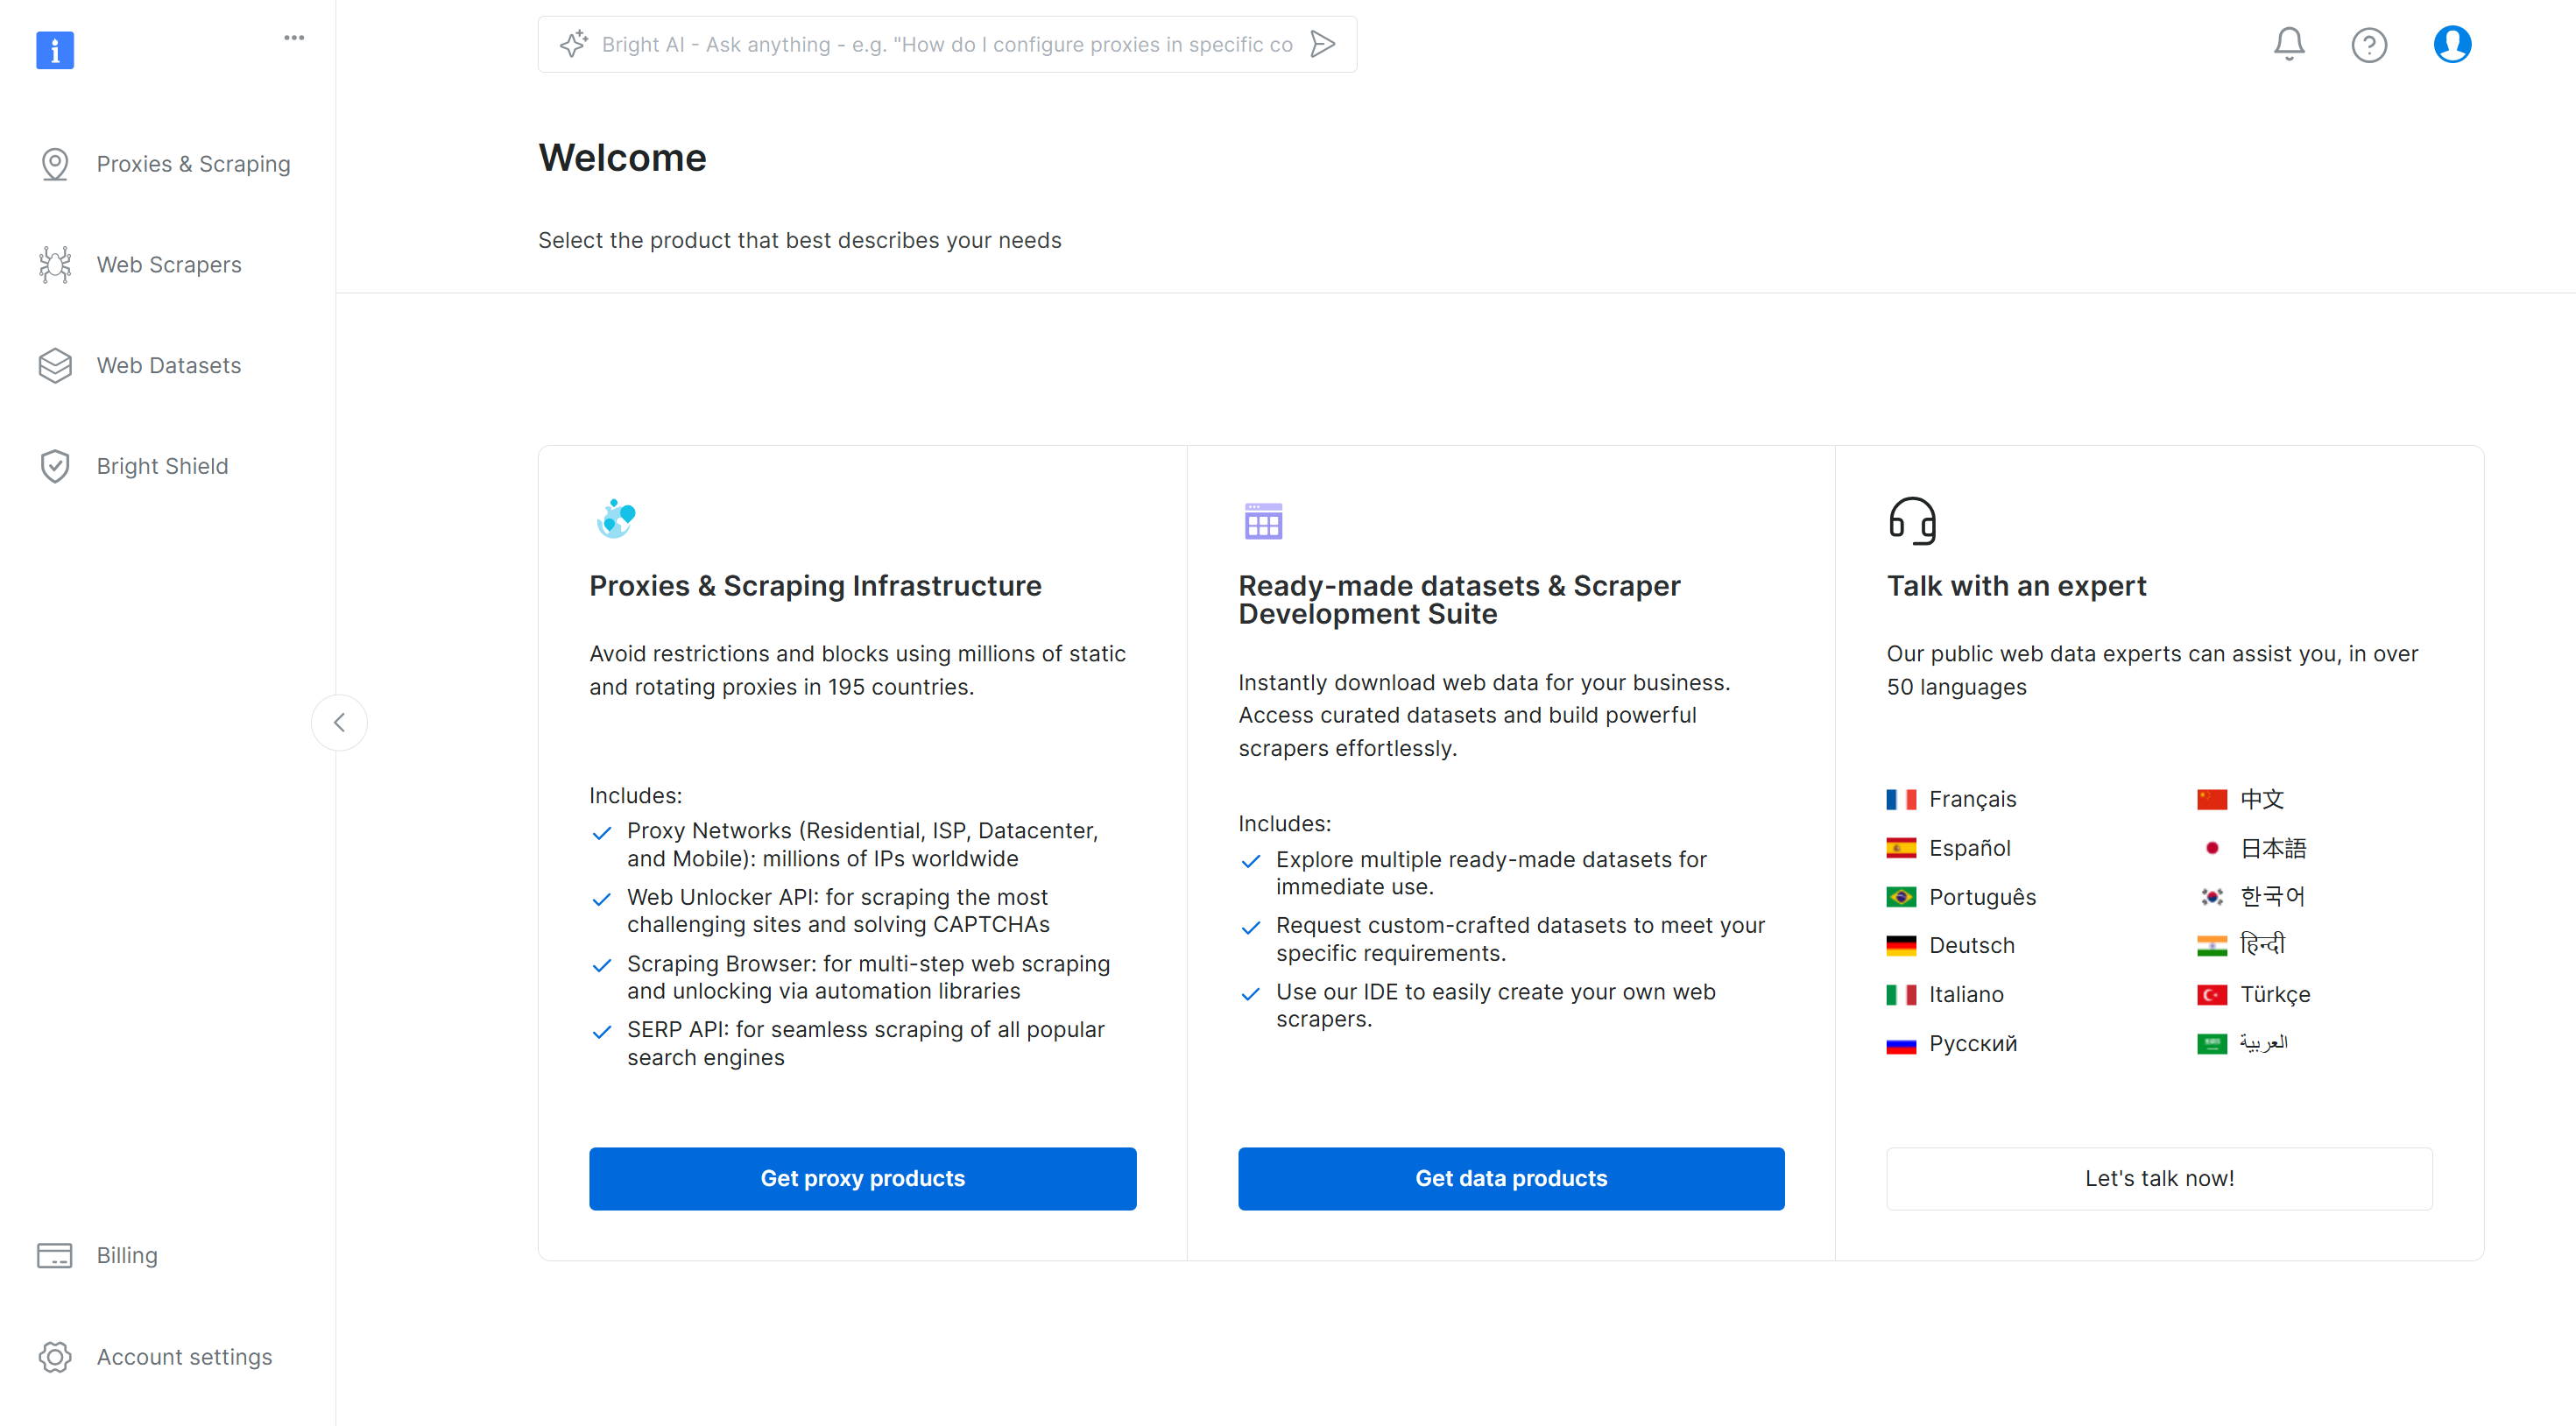 i
Bright AI - Ask anything - e.g. "How do I configure proxies in specific co
Proxies & Scraping
Web Scrapers
Web Datasets
Bright Shield
Billing
Account settings
Welcome
Select the product that best describes your needs
Proxies & Scraping Infrastructure
Avoid restrictions and blocks using millions of static
and rotating proxies in 195 countries.
Includes:
Proxy Networks (Residential, ISP, Datacenter,
and Mobile): millions of IPs worldwide
Web Unlocker API: for scraping the most
challenging sites and solving CAPTCHAs
Scraping Browser: for multi-step web scraping
and unlocking via automation libraries
SERP API: for seamless scraping of all popular
search engines
Get proxy products
Ready-made datasets & Scraper
Development Suite
Instantly download web data for your business.
Access curated datasets and build powerful
scrapers effortlessly.
Includes:
Explore multiple ready-made datasets for
immediate use.
Request custom-crafted datasets to meet your
specific requirements.
Use our IDE to easily create your own web
scrapers.
Get data products
Talk with an expert
Our public web data experts can assist you, in over
50 languages
Français
Español
Português
Deutsch
Italiano
Русский
中文
日本語
한국어
हिन्दी
Türkçe
العربية
Let's talk now!